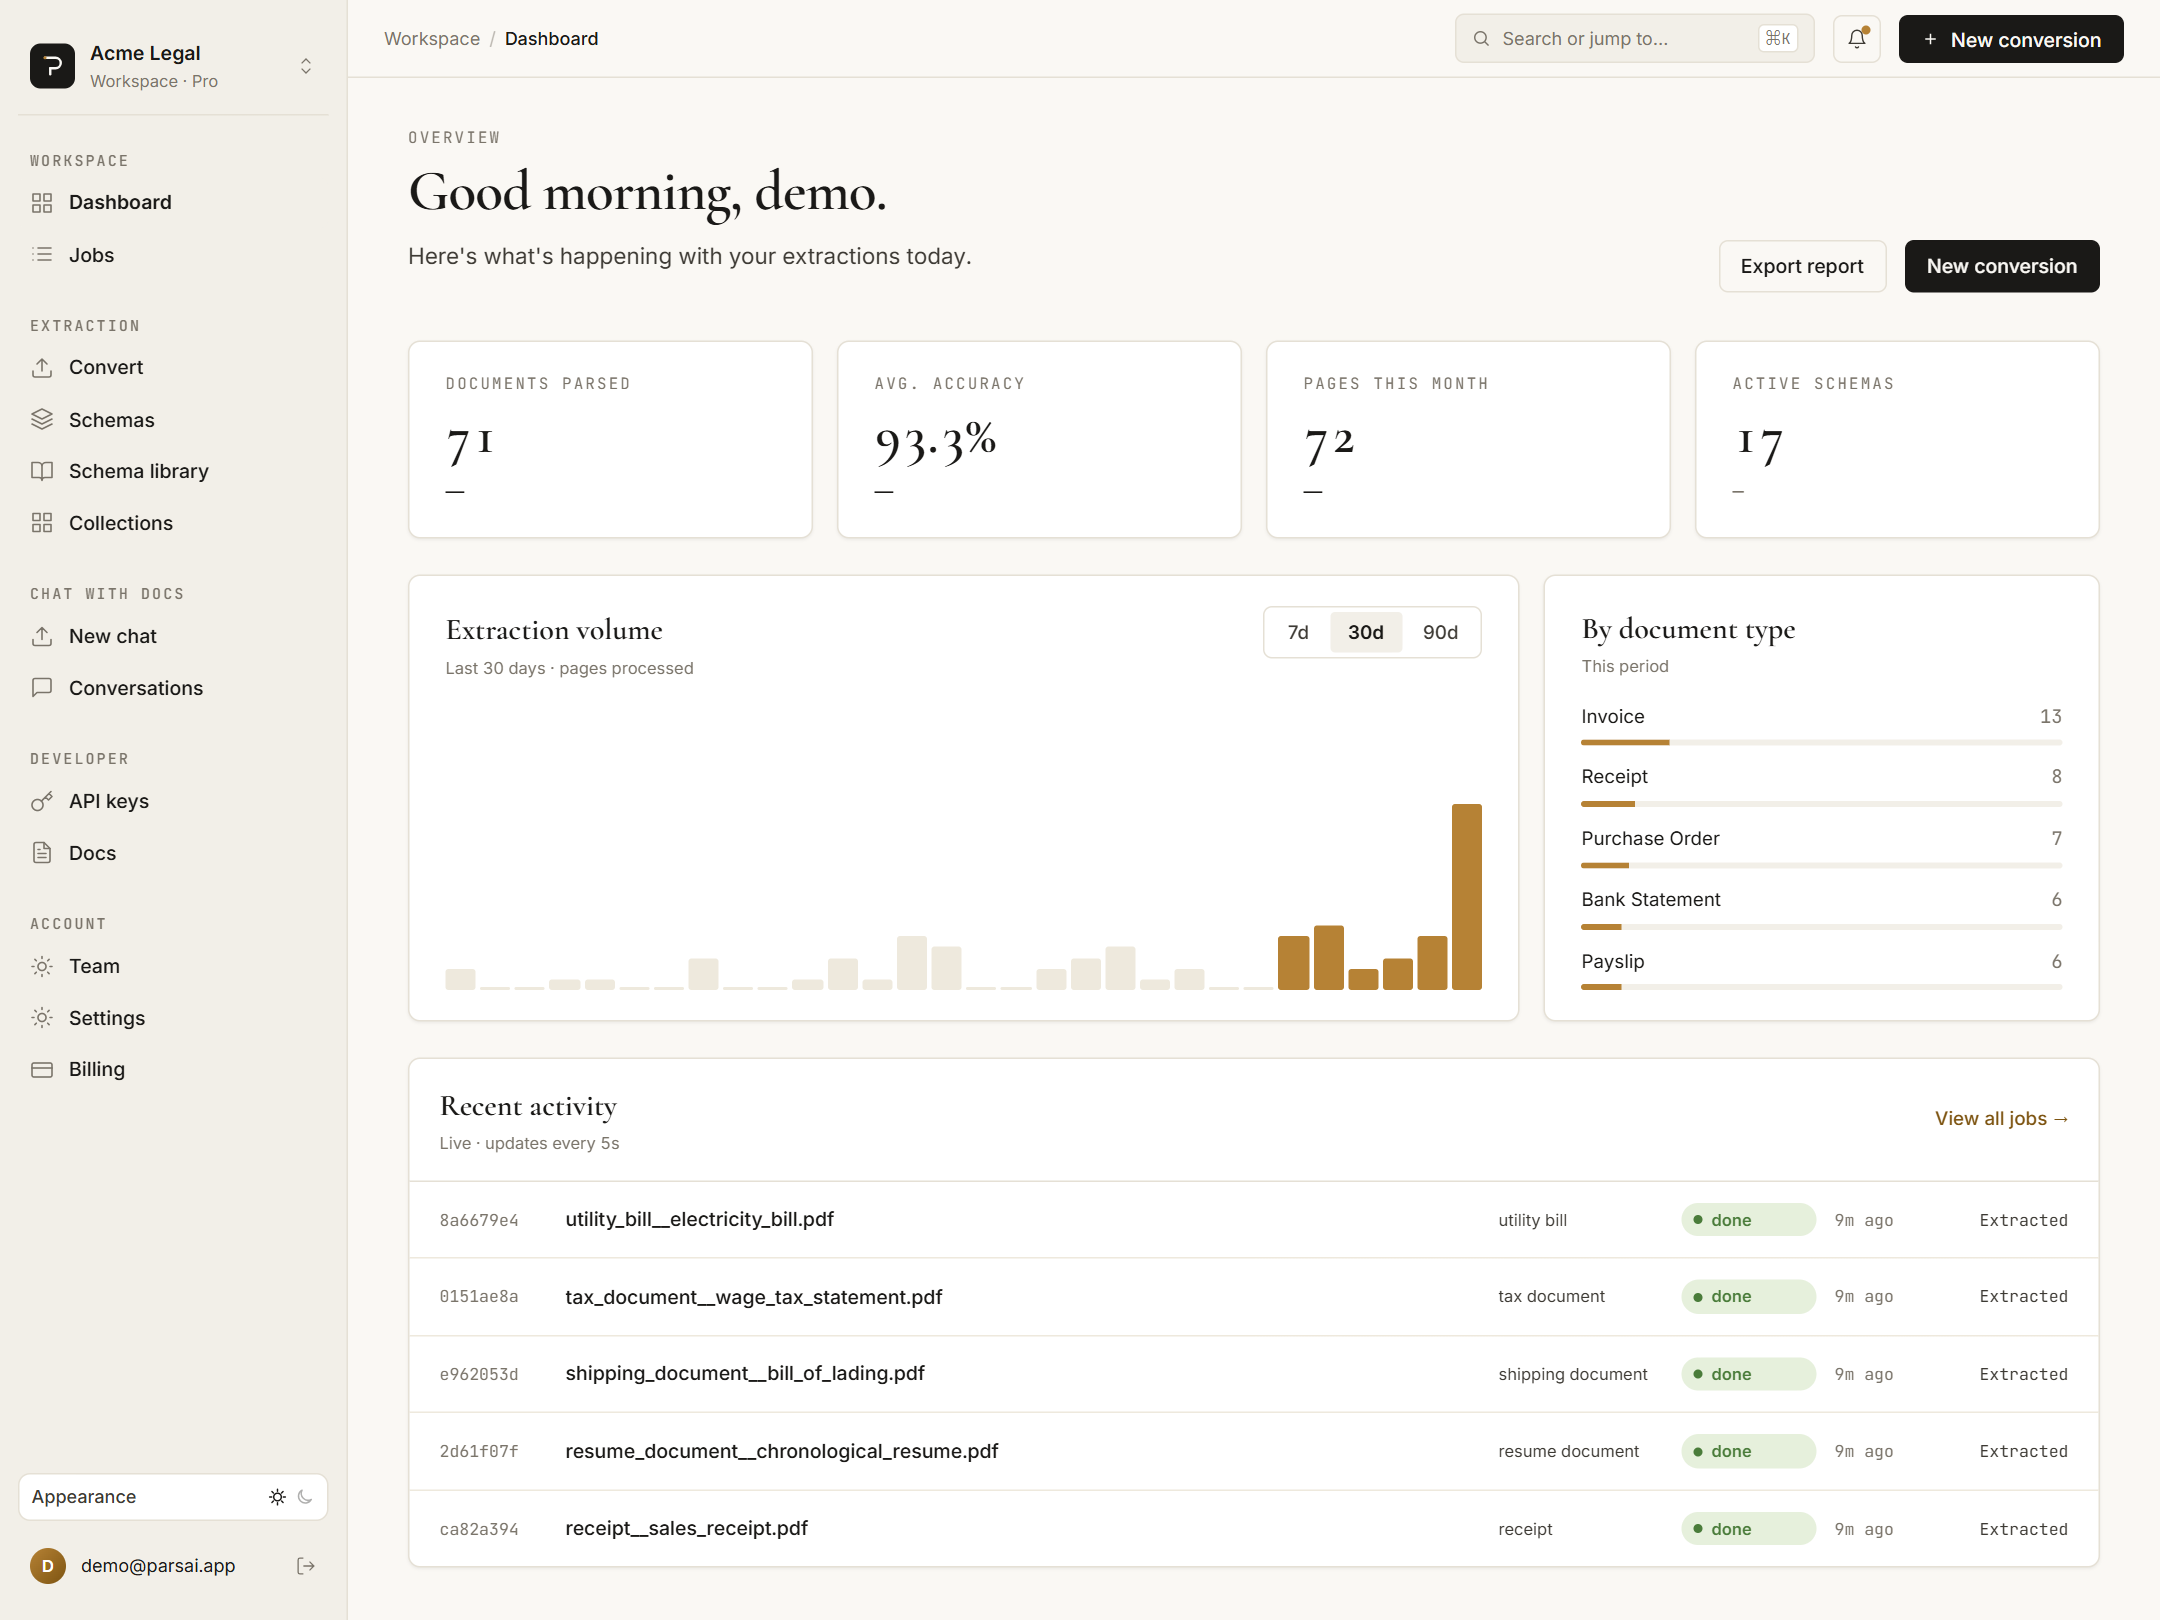 Acme Legal
Workspace · Pro
WORKSPACE
Dashboard
Jobs
EXTRACTION
Convert
Schemas
Schema library
Collections
CHAT WITH DOCS
New chat
Conversations
DEVELOPER
API keys
Docs
ACCOUNT
Team
Settings
Billing
Appearance
D demo@parsai.app
Workspace / Dashboard
Search or jump to... ⌘K
+ New conversion
OVERVIEW
Good morning, demo.
Here's what's happening with your extractions today.
Export report
New conversion
DOCUMENTS PARSED
71
—
AVG. ACCURACY
93.3%
—
PAGES THIS MONTH
72
—
ACTIVE SCHEMAS
17
–
Extraction volume
Last 30 days · pages processed
7d 30d 90d
By document type
This period
Invoice 13
Receipt 8
Purchase Order 7
Bank Statement 6
Payslip 6
Recent activity
Live · updates every 5s
View all jobs →
8a6679e4 utility_bill__electricity_bill.pdf utility bill done 9m ago Extracted
0151ae8a tax_document__wage_tax_statement.pdf tax document done 9m ago Extracted
e962053d shipping_document__bill_of_lading.pdf shipping document done 9m ago Extracted
2d61f07f resume_document__chronological_resume.pdf resume document done 9m ago Extracted
ca82a394 receipt__sales_receipt.pdf receipt done 9m ago Extracted